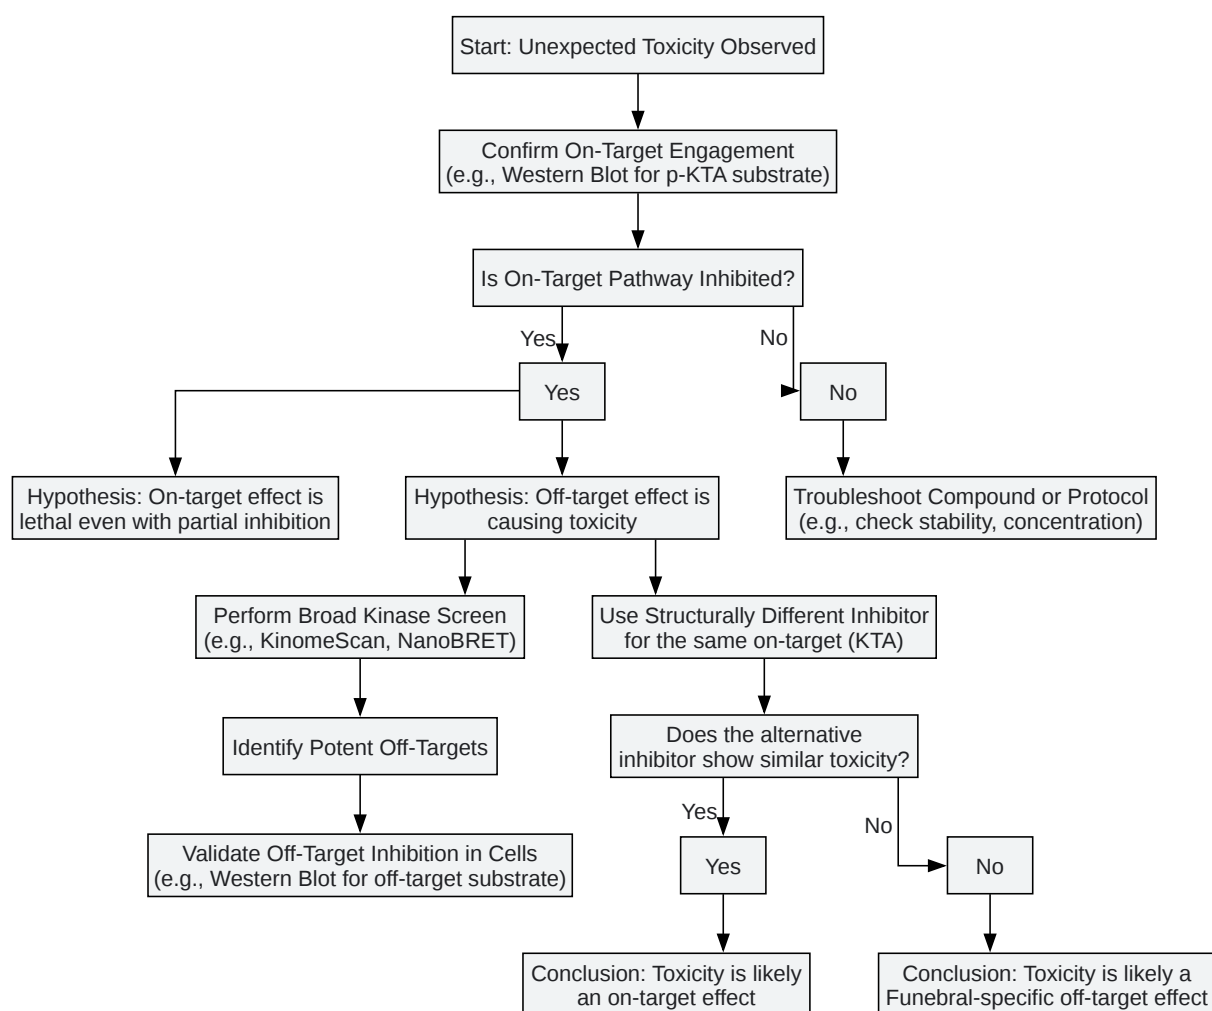 Start: Unexpected Toxicity Observed
Confirm On-Target Engagement
(e.g., Western Blot for p-KTA substrate)
Is On-Target Pathway Inhibited?
Yes
No
Yes
No
Hypothesis: On-target effect is
lethal even with partial inhibition
Hypothesis: Off-target effect is
causing toxicity
Troubleshoot Compound or Protocol
(e.g., check stability, concentration)
Perform Broad Kinase Screen
(e.g., KinomeScan, NanoBRET)
Use Structurally Different Inhibitor
for the same on-target (KTA)
Identify Potent Off-Targets
Does the alternative
inhibitor show similar toxicity?
Yes
No
Validate Off-Target Inhibition in Cells
(e.g., Western Blot for off-target substrate)
Yes
No
Conclusion: Toxicity is likely
an on-target effect
Conclusion: Toxicity is likely a
Funebral-specific off-target effect